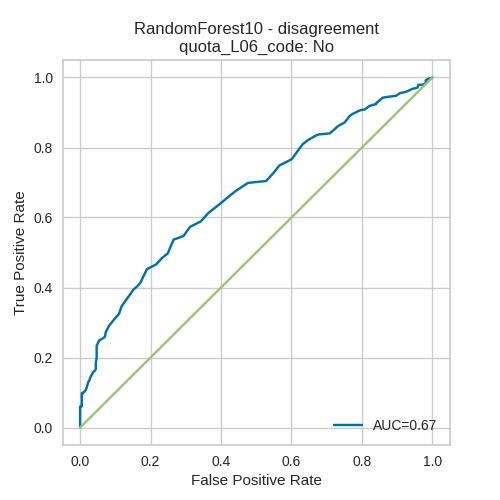 RandomForest10 - disagreement
quota_L06_code: No
1.0
0.8
0.6
0.4
0.2
0.0
True Positive Rate
AUC=0.67
0.0 0.2 0.4 0.6 0.8 1.0
False Positive Rate